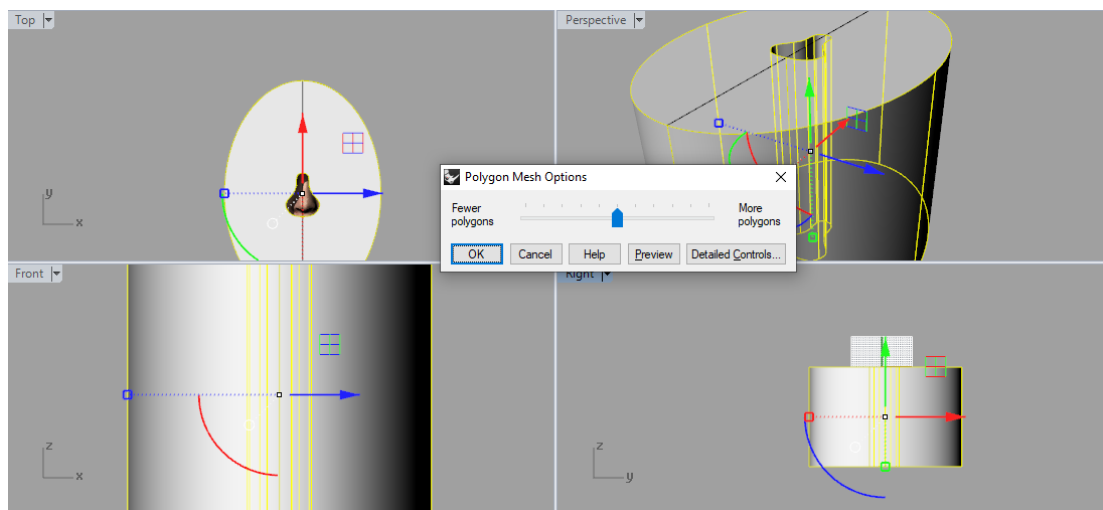 Top
Perspective
Polygon Mesh Options
Fewer
polygons
More
polygons
OK
Cancel
Help
Preview
Detailed Controls...
y
x
Front
Right
z
x
z
y